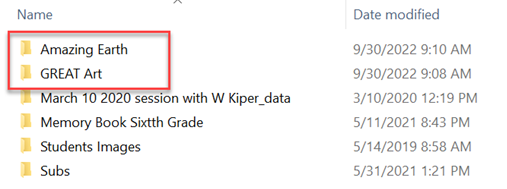 Name Date modified
Amazing Earth 9/30/2022 9:10 AM
GREAT Art 9/30/2022 9:08 AM
March 10 2020 session with W Kiper_data 3/10/2020 12:19 PM
Memory Book Sixtth Grade 5/11/2021 8:43 PM
Students Images 5/14/2019 8:58 AM
Subs 5/31/2021 1:21 PM